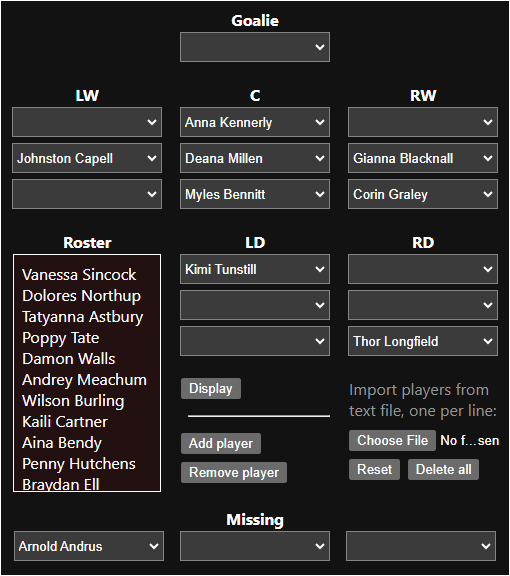 Goalie
LW C RW
Anna Kennerly
Johnston Capell Deana Millen Gianna Blacknall
Myles Bennitt Corin Graley
Roster LD RD
Kimi Tunstill
Thor Longfield
Vanessa Sincock
Dolores Northup
Tatyanna Astbury
Poppy Tate
Damon Walls
Andrey Meachum
Wilson Burling
Kaili Cartner
Aina Bendy
Penny Hutchens
Braydan Ell
Display
Add player
Remove player
Import players from
text file, one per line:
Choose File No f...sen
Reset Delete all
Missing
Arnold Andrus